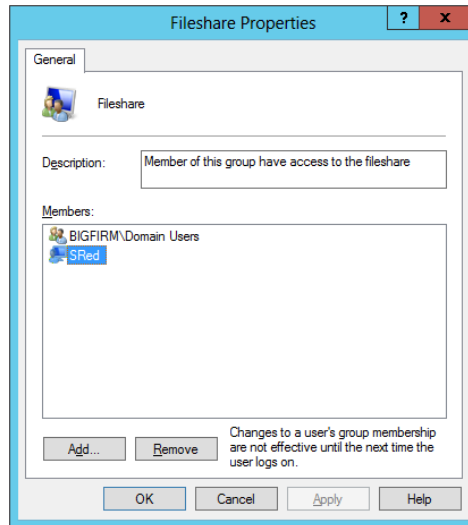 Fileshare Properties
? x
General
Fileshare
Description:
Member of this group have access to the fileshare
Members:
BIGFIRM\Domain Users
SRed
Add...
Remove
Changes to a user's group membership
are not effective until the next time the
user logs on.
OK
Cancel
Apply
Help